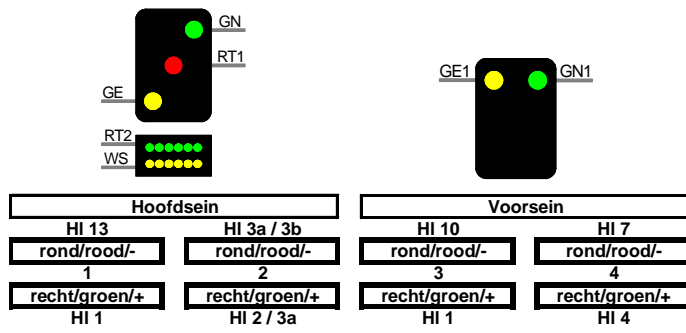 GN
RT1
GE
RT2
WS
GE1 GN1
Hoofdsein Voorsein
Hl 13 Hl 3a / 3b Hl 10 Hl 7
rond/rood/- rond/rood/- rond/rood/- rond/rood/-
1 2 3 4
recht/groen/+ recht/groen/+ recht/groen/+ recht/groen/+
Hl 1 Hl 2 / 3a Hl 1 Hl 4